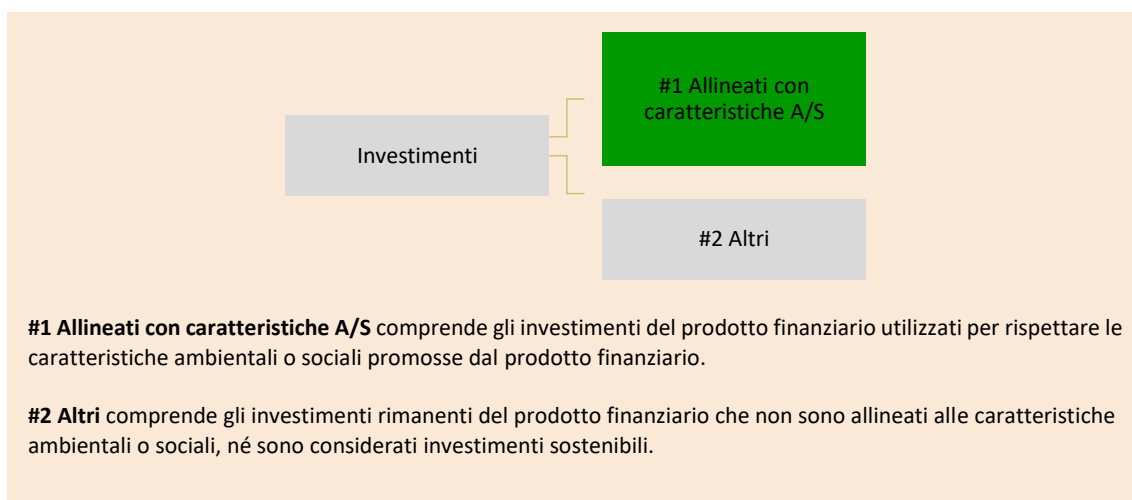 #1 Allineati con
caratteristiche A/S
Investimenti
#2 Altri
#1 Allineati con caratteristiche A/S comprende gli investimenti del prodotto finanziario utilizzati per rispettare le
caratteristiche ambientali o sociali promosse dal prodotto finanziario.
#2 Altri comprende gli investimenti rimanenti del prodotto finanziario che non sono allineati alle caratteristiche
ambientali o sociali, né sono considerati investimenti sostenibili.